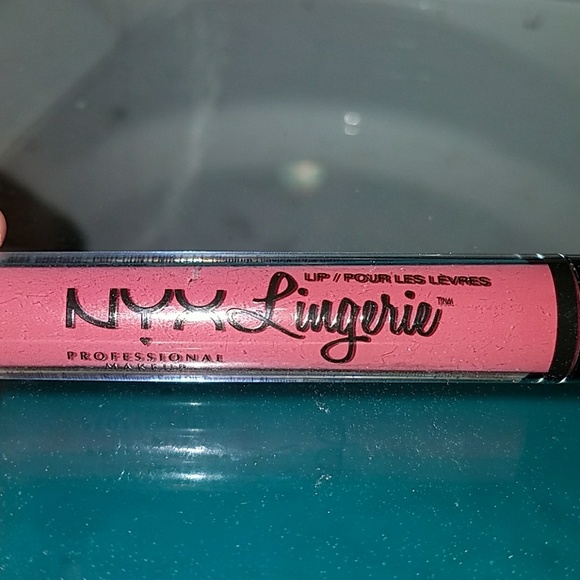 LIP / POUR LES LÈVRES
NYX Lingerie™
PROFESSIONAL
MAKEUP